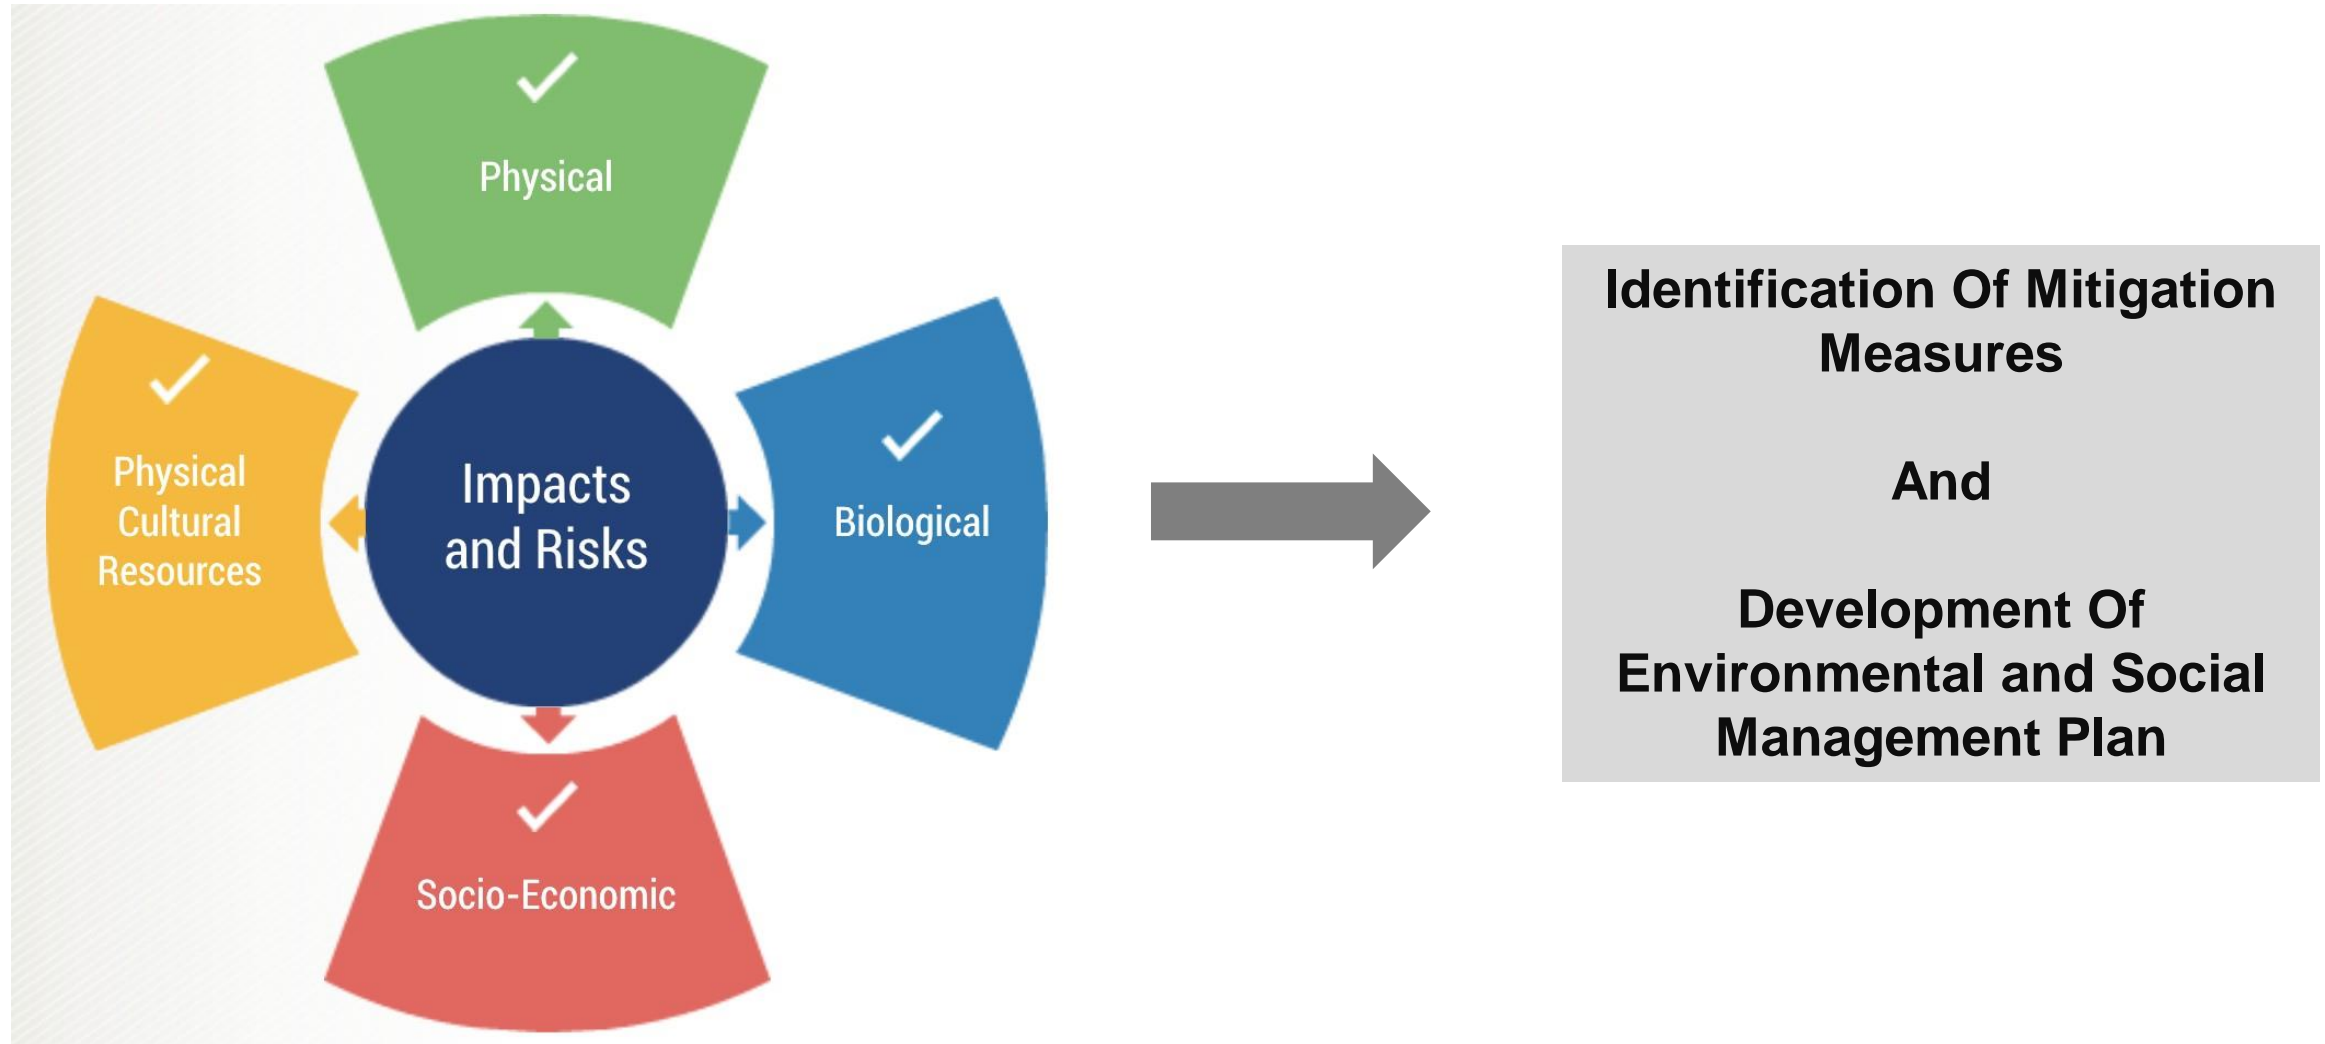 Physical
Physical
Cultural
Resources
Impacts
and Risks
Biological
Socio-Economic
Identification Of Mitigation
Measures
And
Development Of
Environmental and Social
Management Plan